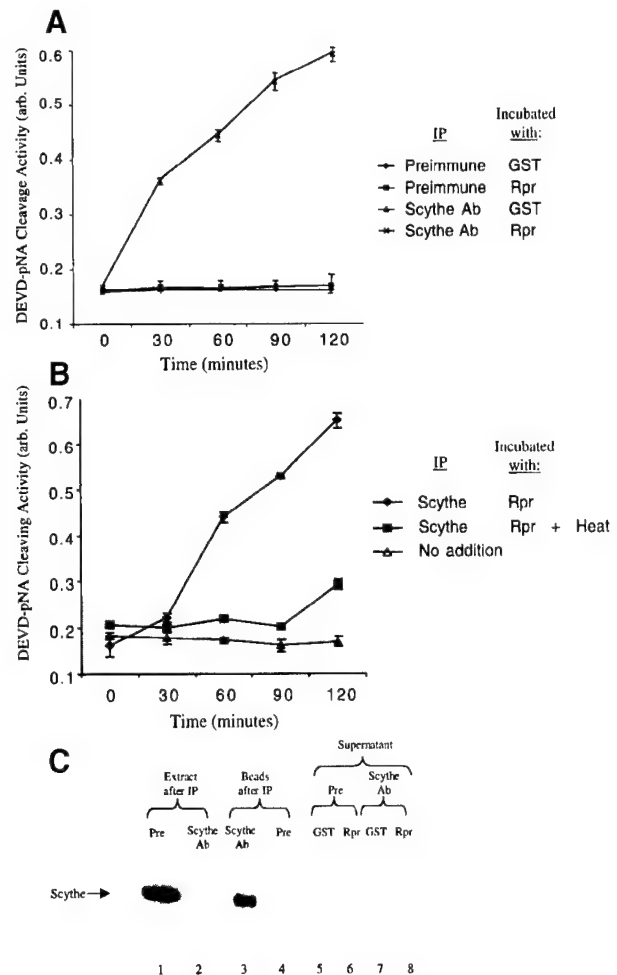 A
DEVD-pNA Cleavage Activity (arb. Units)
0.6
0.5
0.4
0.3
0.2
0.1
0 30 60 90 120
Time (minutes)
Incubated
IP with:
Preimmune GST
Preimmune Rpr
Scythe Ab GST
Scythe Ab Rpr
B
DEVD-pNA Cleaving Activity (arb. Units)
0.7
0.6
0.5
0.4
0.3
0.2
0.1
0 30 60 90 120
Time (minutes)
Incubated
IP with:
Scythe Rpr
Scythe Rpr + Heat
No addition
C
Supernatant
Extract after IP
Beads after IP
Pre
Scythe Ab
Pre Scythe Ab Scythe Ab Pre GST Rpr GST Rpr
Scythe
1 2 3 4 5 6 7 8